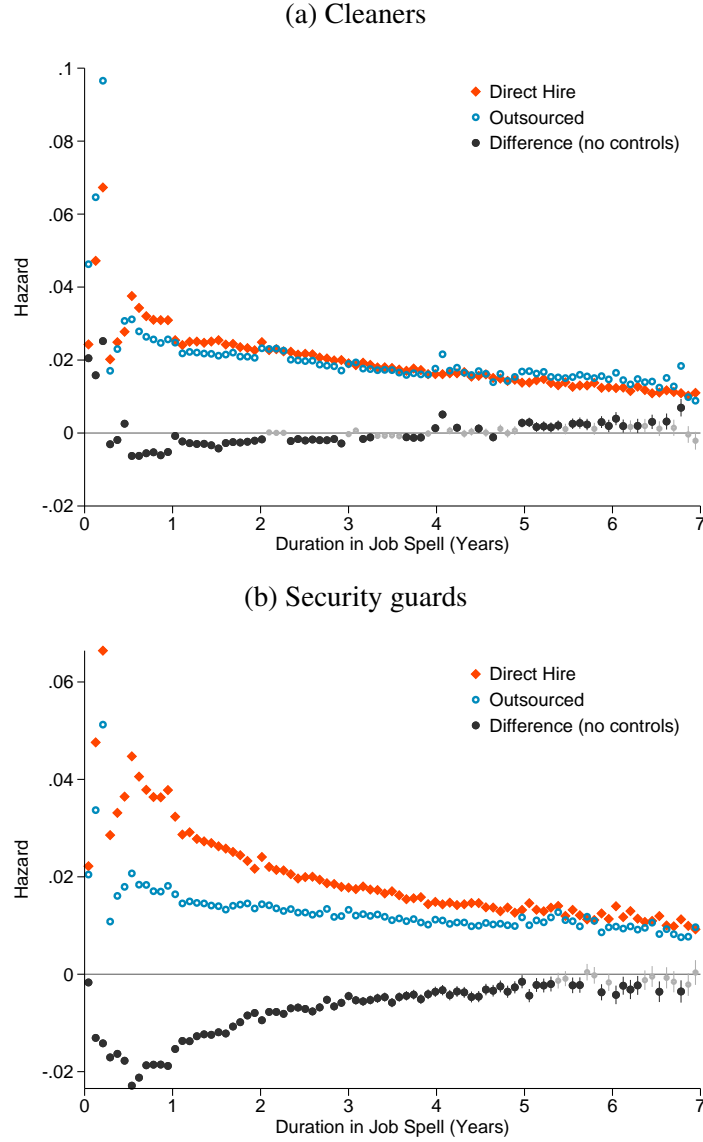 (a) Cleaners
.1
.08
.06
.04
.02
0
-.02
Hazard
Direct Hire
Outsourced
Difference (no controls)
0 1 2 3 4 5 6 7
Duration in Job Spell (Years)
(b) Security guards
.06
.04
.02
0
-.02
Hazard
Direct Hire
Outsourced
Difference (no controls)
0 1 2 3 4 5 6 7
Duration in Job Spell (Years)